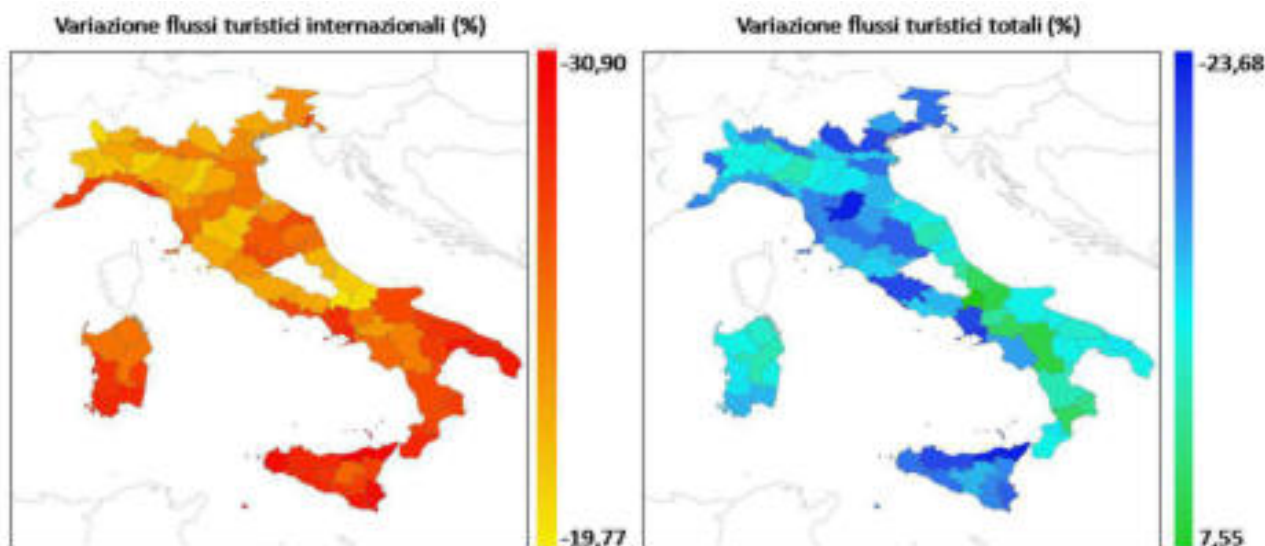 Variazione flussi turistici internazionali (%)
-30,90
-19,77
Variazione flussi turistici totali (%)
-23,68
7,55